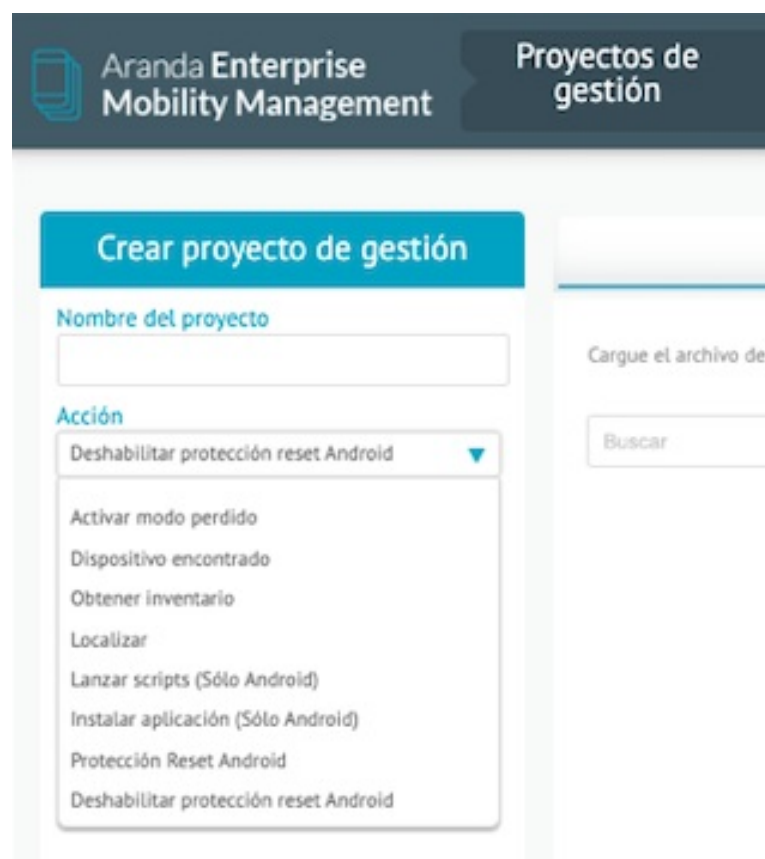 Aranda Enterprise
Mobility Management
Proyectos de
gestión
Crear proyecto de gestión
Nombre del proyecto
Cargue el archivo de
Acción
Deshabilitar protección reset Android
Buscar
Activar modo perdido
Dispositivo encontrado
Obtener inventario
Localizar
Lanzar scripts (Sólo Android)
Instalar aplicación (Sólo Android)
Protección Reset Android
Deshabilitar protección reset Android